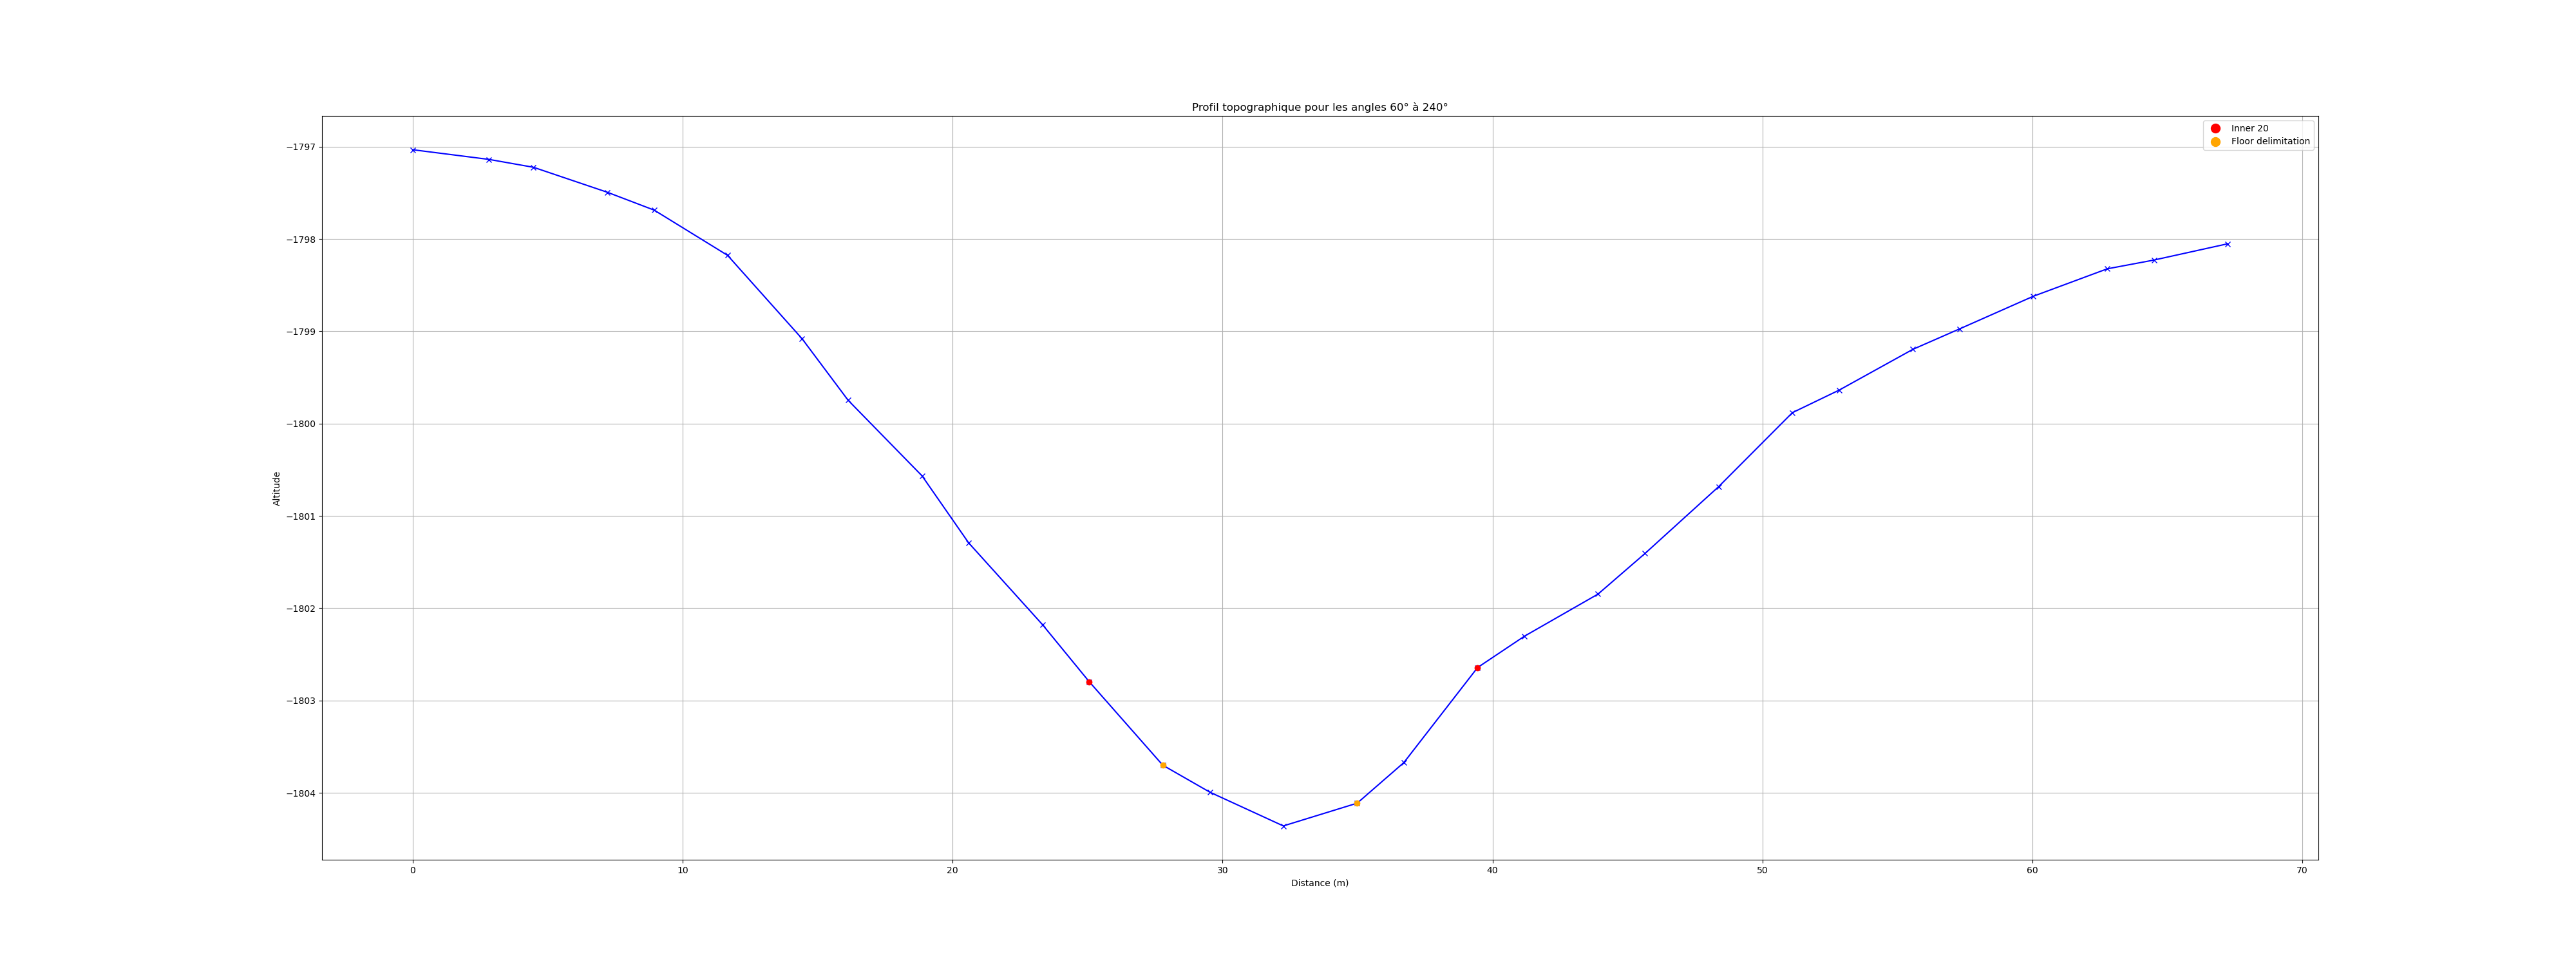 Profil topographique pour les angles 60° à 240°
Inner 20
Floor delimitation
−1797
−1798
−1799
−1800
−1801
−1802
−1803
−1804
Altitude
0 10 20 30 40 50 60 70
Distance (m)